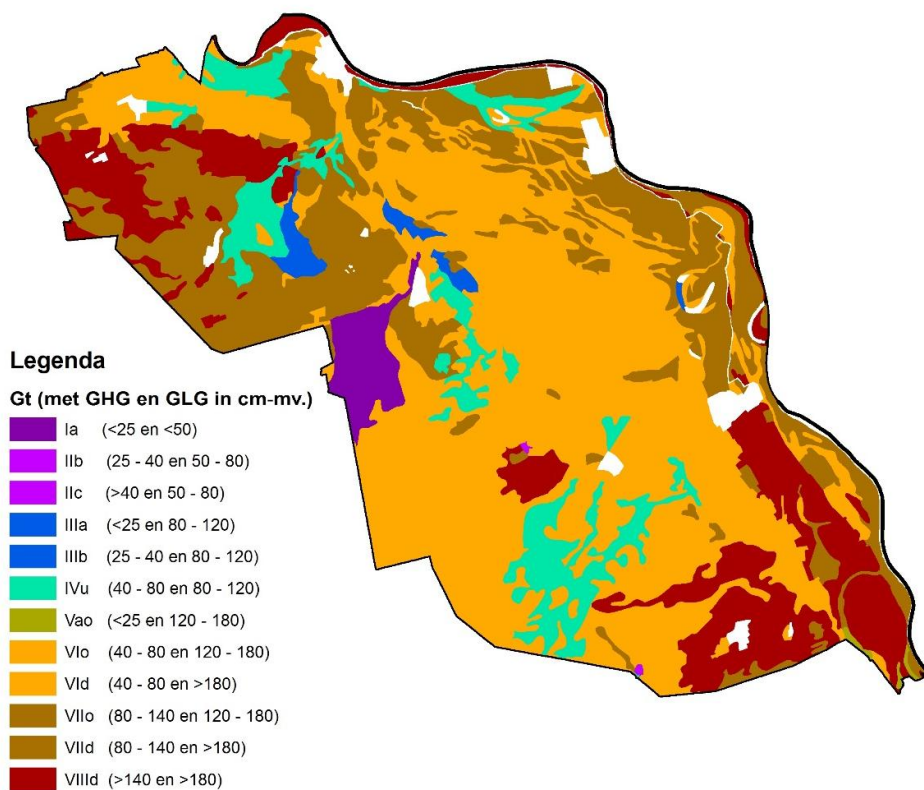 Legenda
Gt (met GHG en GLG in cm-mv.)
Ia (<25 en <50)
IIb (25 - 40 en 50 - 80)
IIc (>40 en 50 - 80)
IIIa (<25 en 80 - 120)
IIIb (25 - 40 en 80 - 120)
IVu (40 - 80 en 80 - 120)
Vao (<25 en 120 - 180)
VIo (40 - 80 en 120 - 180)
VId (40 - 80 en >180)
VIIo (80 - 140 en 120 - 180)
VIId (80 - 140 en >180)
VIIId (>140 en >180)